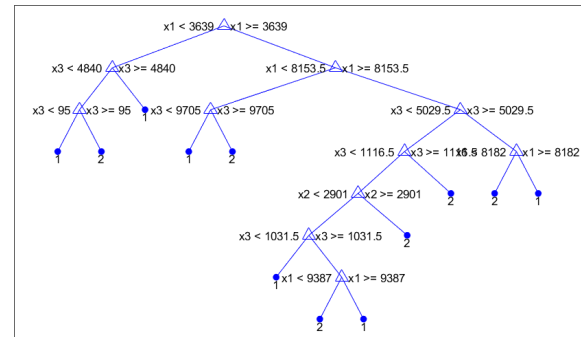 x1 < 3639 x1 >= 3639
x3 < 4840 x3 >= 4840 x1 < 8153.5 x1 >= 8153.5
x3 < 95 x3 >= 95 1 x3 < 9705 x3 >= 9705 x3 < 5029.5 x3 >= 5029.5
1 2 1 2 x3 < 1116.5 x3 >= 1116.5 x1 < 8182 x1 >= 8182
x2 < 2901 x2 >= 2901 2 2 1
x3 < 1031.5 x3 >= 1031.5 2
1 x1 < 9387 x1 >= 9387
2 1